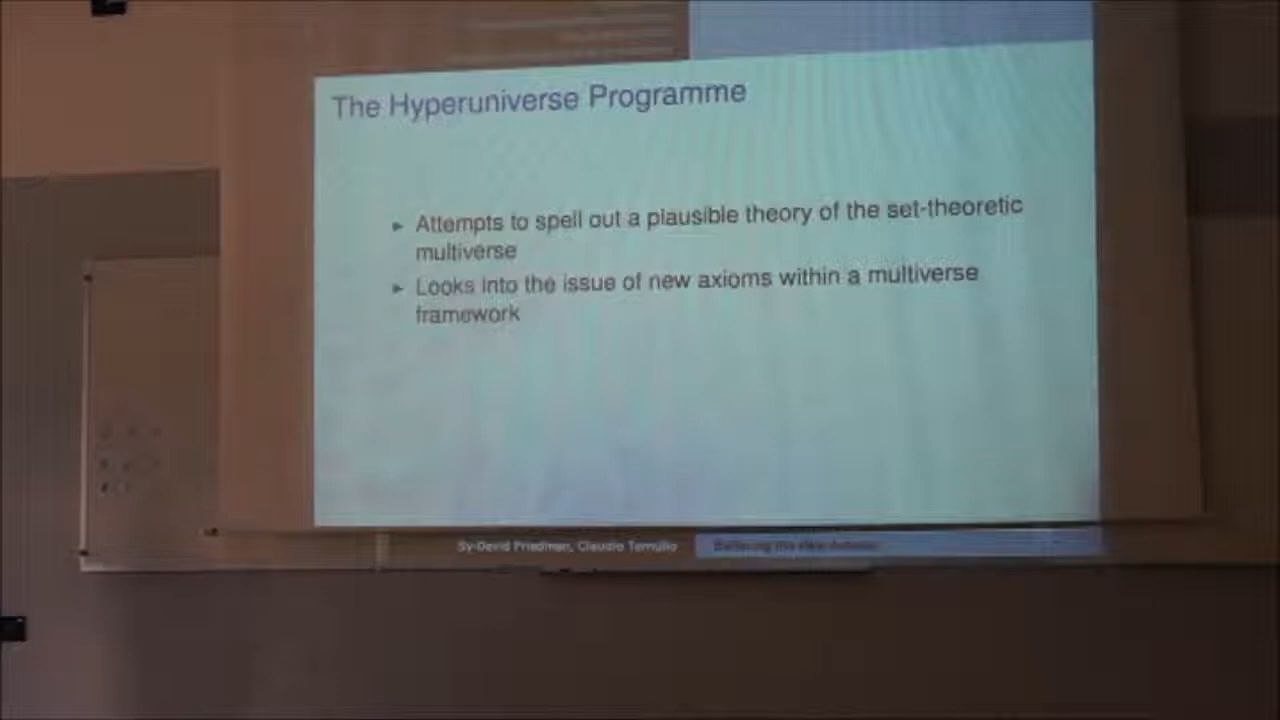 The Hyperuniverse Programme
► Attempts to spell out a plausible theory of the set-theoretic
multiverse
► Looks into the issue of new axioms within a multiverse
framework
Sy-David Friedman, Claudio Ternullo